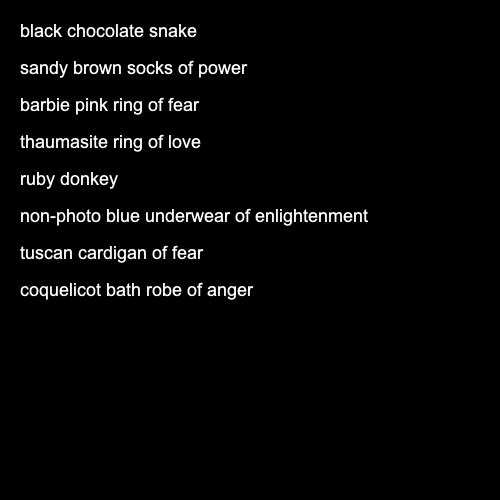 black chocolate snake
sandy brown socks of power
barbie pink ring of fear
thaumasite ring of love
ruby donkey
non-photo blue underwear of enlightenment
tuscan cardigan of fear
coquelicot bath robe of anger